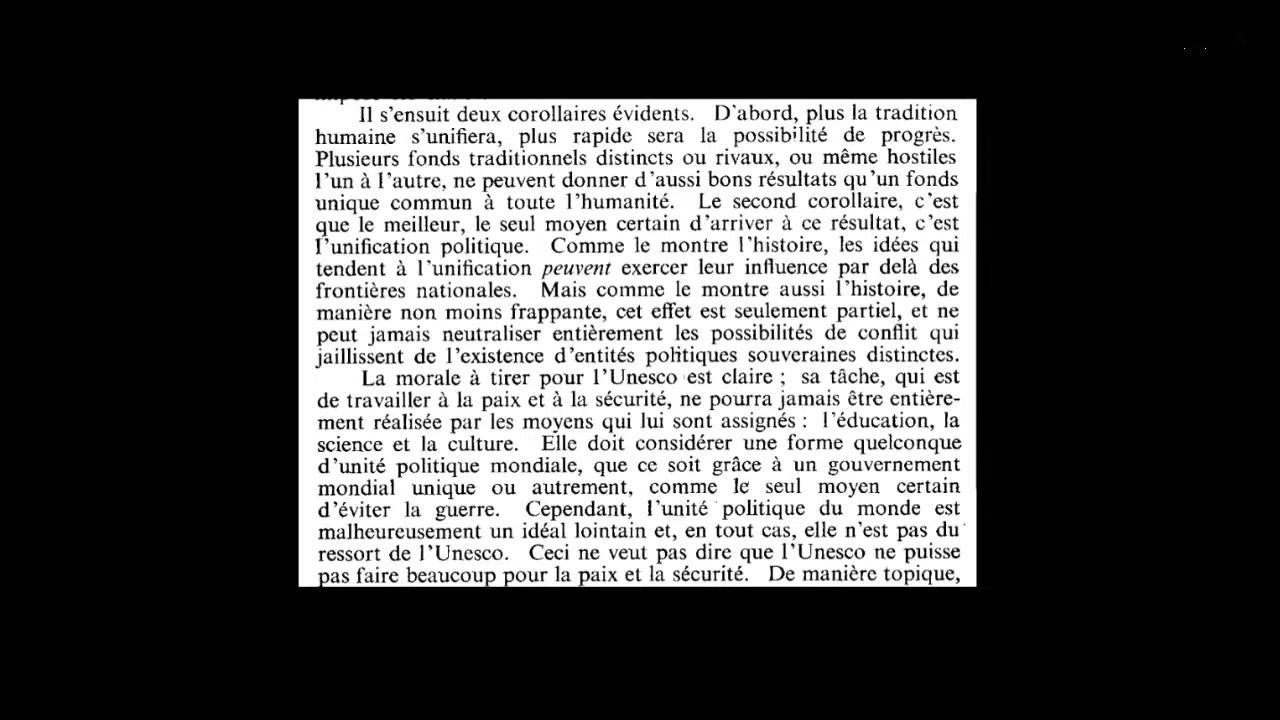 Il s'ensuit deux corollaires évidents. D'abord, plus la tradition
humaine s'unifiera, plus rapide sera la possibilité de progrès.
Plusieurs fonds traditionnels distincts ou rivaux, ou même hostiles
l'un à l'autre, ne peuvent donner d'aussi bons résultats qu'un fonds
unique commun à toute l'humanité. Le second corollaire, c'est
que le meilleur, le seul moyen certain d'arriver à ce résultat, c'est
l'unification politique. Comme le montre l'histoire, les idées qui
tendent à l'unification peuvent exercer leur influence par delà des
frontières nationales. Mais comme le montre aussi l'histoire, de
manière non moins frappante, cet effet est seulement partiel, et ne
peut jamais neutraliser entièrement les possibilités de conflit qui
jaillissent de l'existence d'entités politiques souveraines distinctes.
La morale à tirer pour l'Unesco est claire ; sa tâche, qui est
de travailler à la paix et à la sécurité, ne pourra jamais être entière-
ment réalisée par les moyens qui lui sont assignés : l'éducation, la
science et la culture. Elle doit considérer une forme quelconque
d'unité politique mondiale, que ce soit grâce à un gouvernement
mondial unique ou autrement, comme le seul moyen certain
d'éviter la guerre. Cependant, l'unité politique du monde est
malheureusement un idéal lointain et, en tout cas, elle n'est pas du
ressort de l'Unesco. Ceci ne veut pas dire que l'Unesco ne puisse
pas faire beaucoup pour la paix et la sécurité. De manière topique,